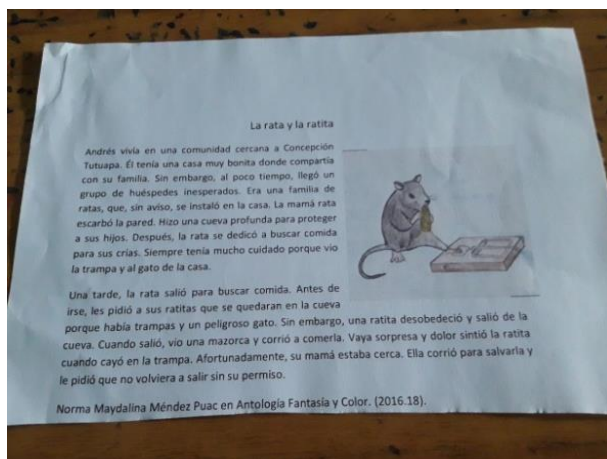 La rata y la ratita
Andrés vivía en una comunidad cercana a Concepción
Tutuapa. Él tenía una casa muy bonita donde compartía
con su familia. Sin embargo, al poco tiempo, llegó un
grupo de huéspedes inesperados. Era una familia de
ratas, que, sin aviso, se instaló en la casa. La mamá rata
escarbó la pared. Hizo una cueva profunda para proteger
a sus hijos. Después, la rata se dedicó a buscar comida
para sus crías. Siempre tenía mucho cuidado porque vio
la trampa y al gato de la casa.
Una tarde, la rata salió para buscar comida. Antes de
irse, les pidió a sus ratitas que se quedaran en la cueva
porque había trampas y un peligroso gato. Sin embargo, una ratita desobedeció y salió de la
cueva. Cuando salió, vio una mazorca y corrió a comerla. Vaya sorpresa y dolor sintió la ratita
cuando cayó en la trampa. Afortunadamente, su mamá estaba cerca. Ella corrió para salvarla y
le pidió que no volviera a salir sin su permiso.
Norma Maydalina Méndez Puac en Antología Fantasía y Color. (2016.18).